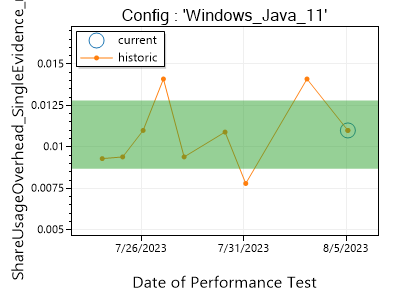 Config : 'Windows_Java_11'
current
historic
ShareUsageOverhead_SingleEvidence_
0.015
0.0125
0.01
0.0075
0.005
7/26/2023
7/31/2023
8/5/2023
Date of Performance Test